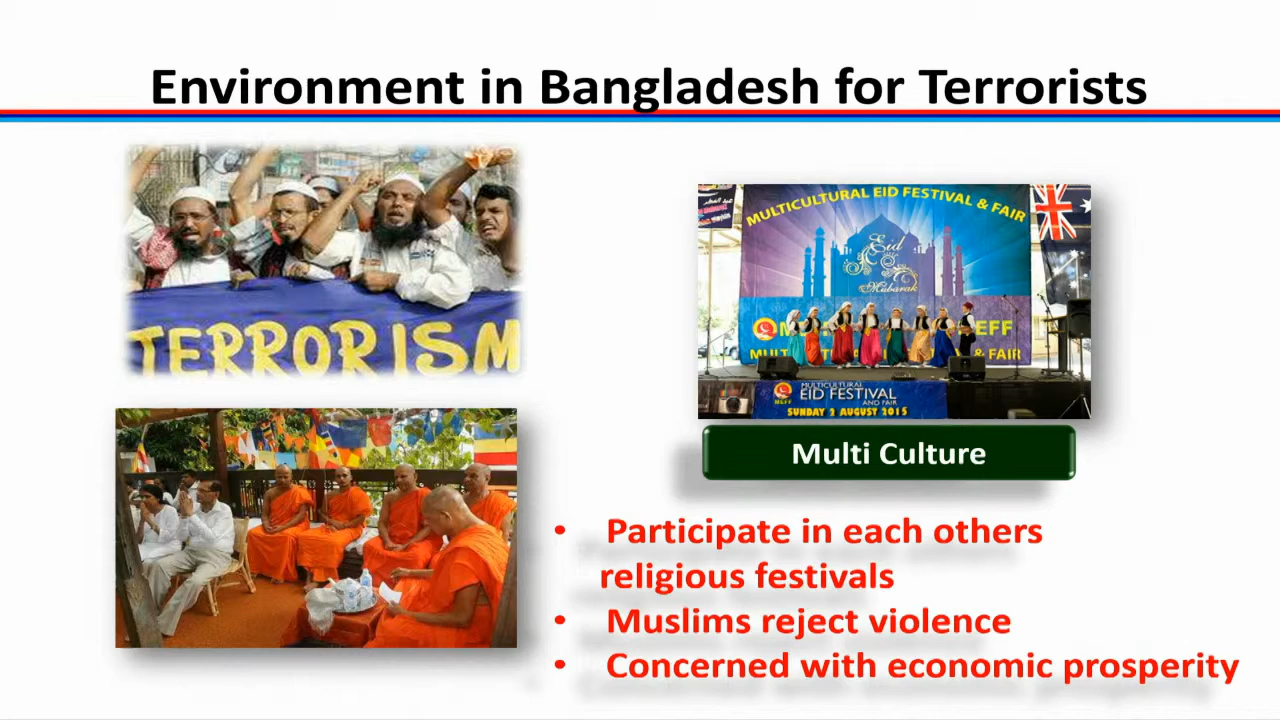 Environment in Bangladesh for Terrorists
TERRORISM
MULTICULTURAL EID FESTIVAL & FAIR
Eid
Mubarak
EFF
& FAIR
MEFF
MULTICULTURAL
EID FESTIVAL
AND FAIR
SUNDAY 2 AUGUST 2015
Multi Culture
• Participate in each others
religious festivals
• Muslims reject violence
• Concerned with economic prosperity